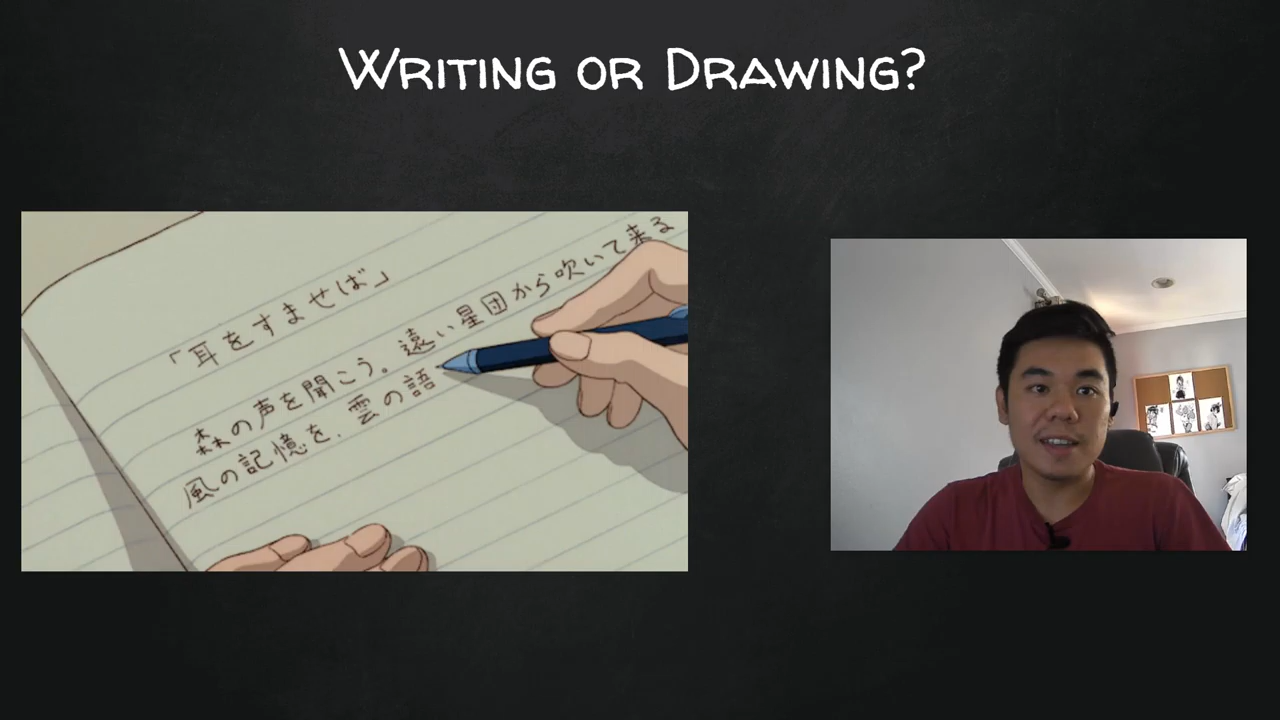 Writing or Drawing?
「耳をすませば」
森の声を聞こう。遠い星団から吹いて来る
風の記憶を、雲の語